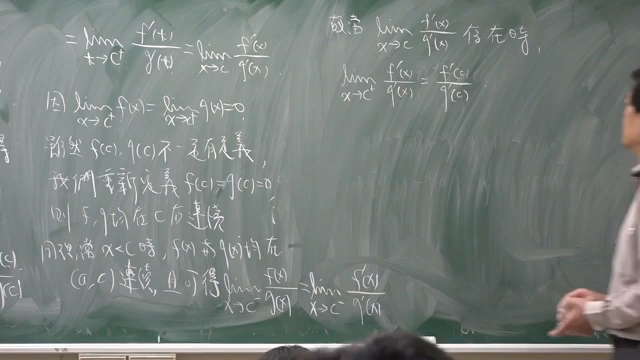 = lim t→c⁺ f'(t)/g'(t) = lim x→c f'(x)/g'(x)
因 lim x→c⁺ f(x) = lim x→c⁺ g(x) = 0
雖然 f(c), g(c) 不一定有定義,
我們重新定義 f(c) = g(c) = 0
則 f, g 均在 c 右連續
同理當 x<c 時, f(x) 與 g(x) 均在
(a, c) 連續, 且可得 lim x→c⁻ f(x)/g(x) = lim x→c⁻ f'(x)/g'(x)
故當 lim x→c f'(x)/g'(x) 存在時,
lim x→c⁺ f'(x)/g'(x) = f'(c)/g'(c)